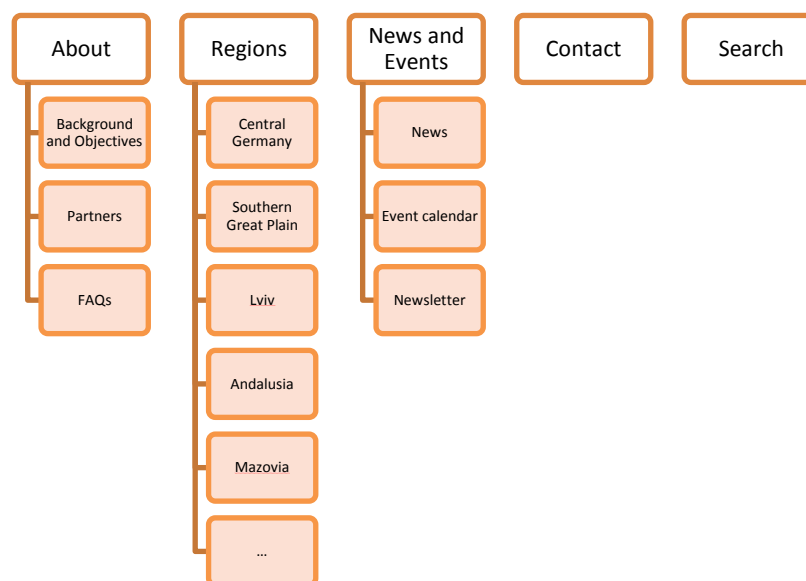 About
Regions
News and
Events
Contact
Search
Background
and Objectives
Partners
FAQs
Central
Germany
Southern
Great Plain
Lviv
Andalusia
Mazovia
...
News
Event calendar
Newsletter